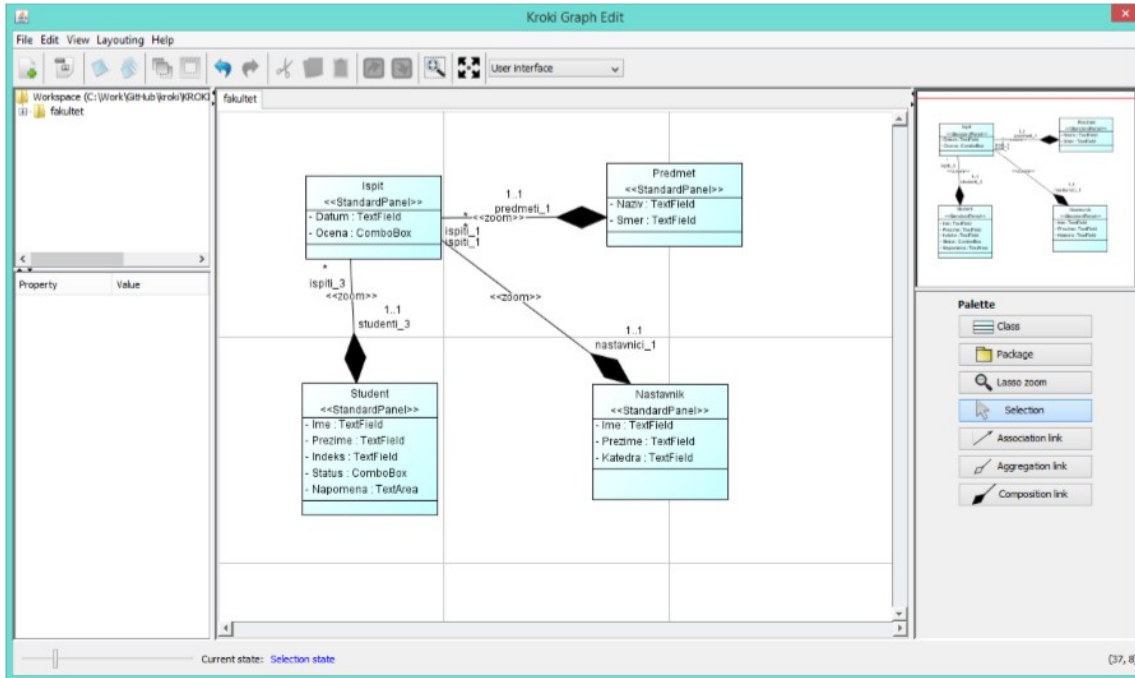 Kroki Graph Edit
File Edit View Layouting Help
User interface
Workspace (C:\Work\GitHub\kroki\KROKI
fakultet
Property Value
fakultet
Ispit
<<StandardPanel>>
- Datum : TextField
- Ocena : ComboBox
1..1
predmeti_1
*
<<zoom>>
ispiti_1
ispiti_1
Predmet
<<StandardPanel>>
- Naziv : TextField
- Smer : TextField
*
ispiti_3
<<zoom>>
1..1
studenti_3
<<zoom>>
1..1
nastavnici_1
Student
<<StandardPanel>>
- Ime : TextField
- Prezime : TextField
- Indeks : TextField
- Status : ComboBox
- Napomena : TextArea
Nastavnik
<<StandardPanel>>
- Ime : TextField
- Prezime : TextField
- Katedra : TextField
Palette
Class
Package
Lasso zoom
Selection
Association link
Aggregation link
Composition link
Current state: Selection state
(37, 8)